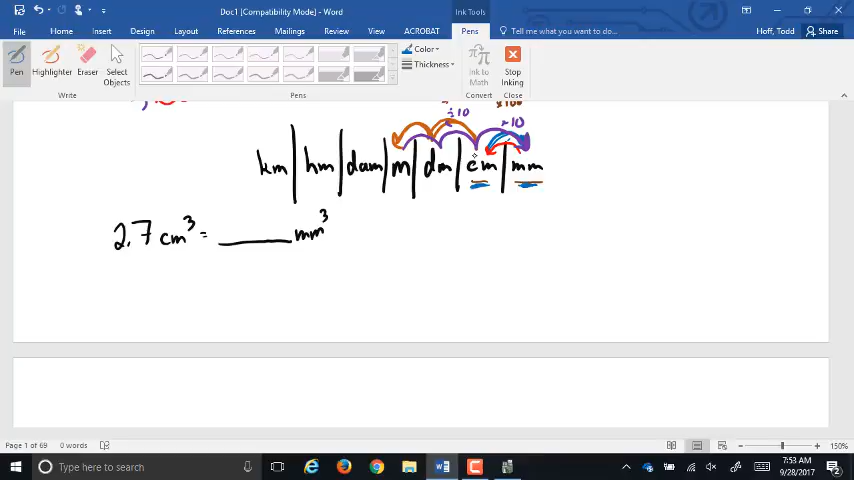 Doc1 [Compatibility Mode] - Word
Ink Tools
Hoff, Todd
File
Home
Insert
Design
Layout
References
Mailings
Review
View
ACROBAT
Pens
Tell me what you want to do...
Share
Pen
Highlighter
Eraser
Select Objects
Color
Thickness
Ink to Math
Stop Inking
Write
Pens
Convert
Close
÷10
km | hm | dam | m | dm | cm | mm
2.7 cm³ = ______ mm³
Page 1 of 69
0 words
150%
Type here to search
7:53 AM
9/28/2017
2